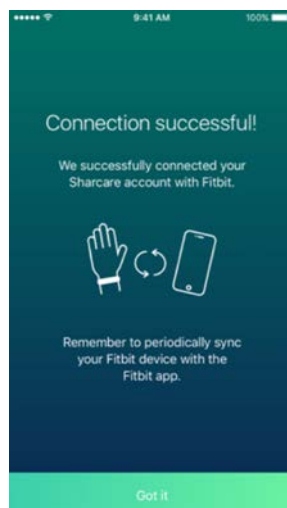 9:41 AM
100%
Connection successful!
We successfully connected your
Sharcare account with Fitbit.
Remember to periodically sync
your Fitbit device with the
Fitbit app.
Got it